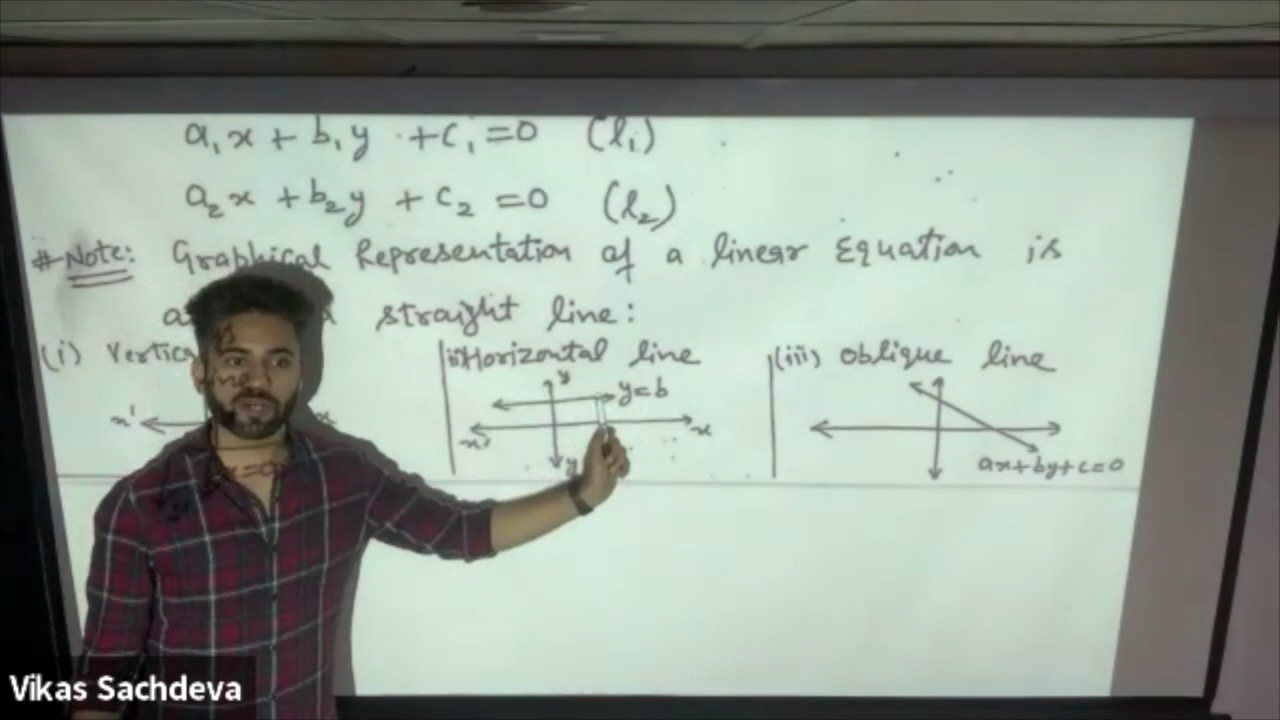 a₁x + b₁y + c₁ = 0 (l₁)
a₂x + b₂y + c₂ = 0 (l₂)
# Note: Graphical Representation of a linear Equation is
straight line:
(i)
ii) Horizontal line
(iii) Oblique line
x'
x
y
y = b
x'
x
y
ax+by+c=0
Vikas Sachdeva